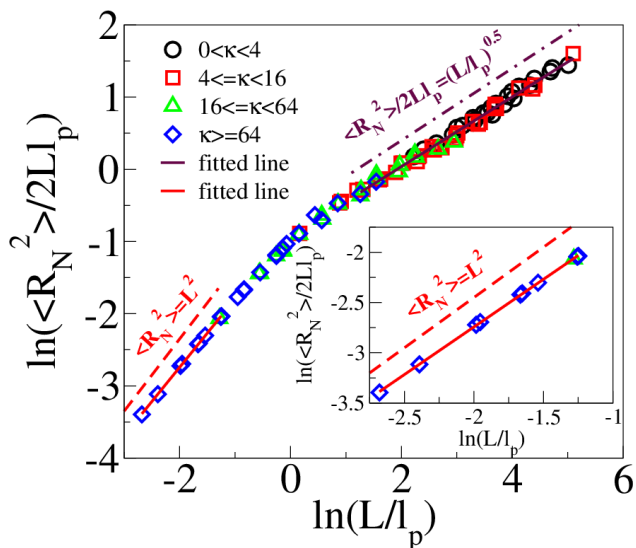 2
1
0
-1
-2
-3
-4
-2
0
2
4
6
ln(L/l_p)
ln(<R_N^2>/2Ll_p)
0<κ<4
4<=κ<16
16<=κ<64
κ>=64
fitted line
fitted line
<R_N^2>/2Ll_p=(L/l_p)^0.5
<R_N^2>=L^2
-2
-2.5
-3
-3.5
-2.5
-2
-1.5
-1
ln(L/l_p)
ln(<R_N^2>/2Ll_p)
<R_N^2>=L^2